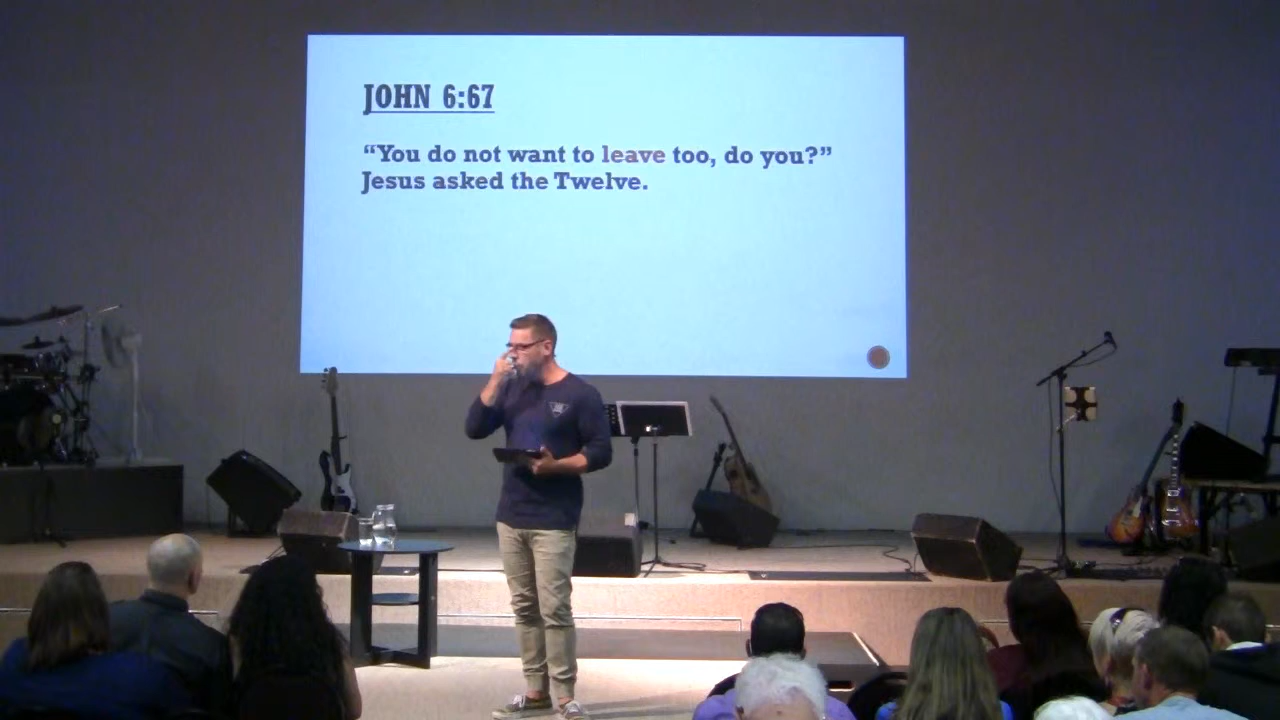 JOHN 6:67
“You do not want to leave too, do you?”
Jesus asked the Twelve.